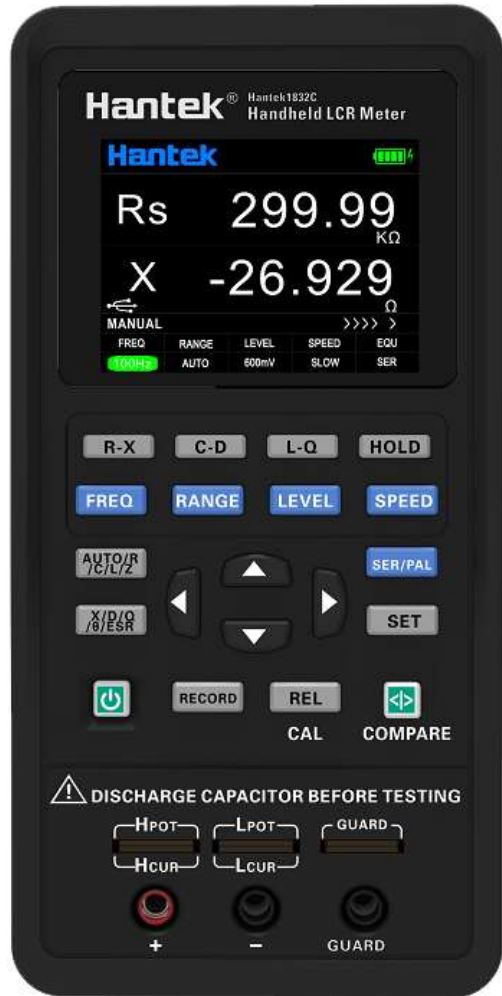 Hantek® Hantek1832C
Handheld LCR Meter
Hantek
Rs 299.99 KΩ
X -26.929 Ω
MANUAL >>>> >
FREQ RANGE LEVEL SPEED EQU
100Hz AUTO 600mV SLOW SER
R-X C-D L-Q HOLD
FREQ RANGE LEVEL SPEED
AUTO/R
/C/L/Z
SER/PAL
X/D/Q
/θ/ESR
SET
RECORD REL
CAL COMPARE
DISCHARGE CAPACITOR BEFORE TESTING
HPOT LPOT GUARD
HCUR LCUR
+ − GUARD